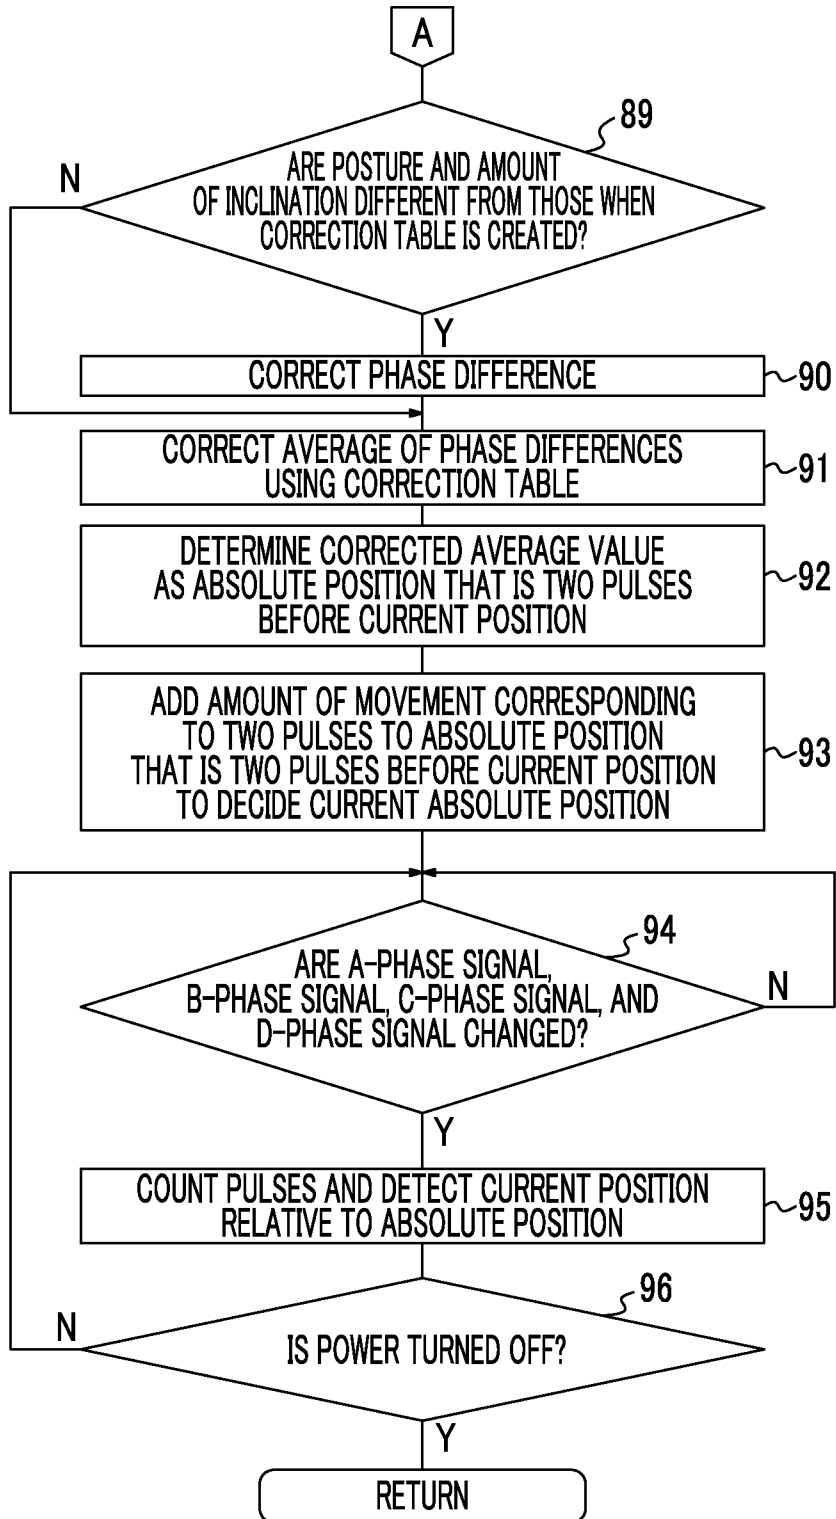 A
89
ARE POSTURE AND AMOUNT
OF INCLINATION DIFFERENT FROM THOSE WHEN
CORRECTION TABLE IS CREATED?
N
Y
CORRECT PHASE DIFFERENCE
90
CORRECT AVERAGE OF PHASE DIFFERENCES
USING CORRECTION TABLE
91
DETERMINE CORRECTED AVERAGE VALUE
AS ABSOLUTE POSITION THAT IS TWO PULSES
BEFORE CURRENT POSITION
92
ADD AMOUNT OF MOVEMENT CORRESPONDING
TO TWO PULSES TO ABSOLUTE POSITION
THAT IS TWO PULSES BEFORE CURRENT POSITION
TO DECIDE CURRENT ABSOLUTE POSITION
93
94
ARE A-PHASE SIGNAL,
B-PHASE SIGNAL, C-PHASE SIGNAL, AND
D-PHASE SIGNAL CHANGED?
N
Y
COUNT PULSES AND DETECT CURRENT POSITION
RELATIVE TO ABSOLUTE POSITION
95
96
N
IS POWER TURNED OFF?
Y
RETURN